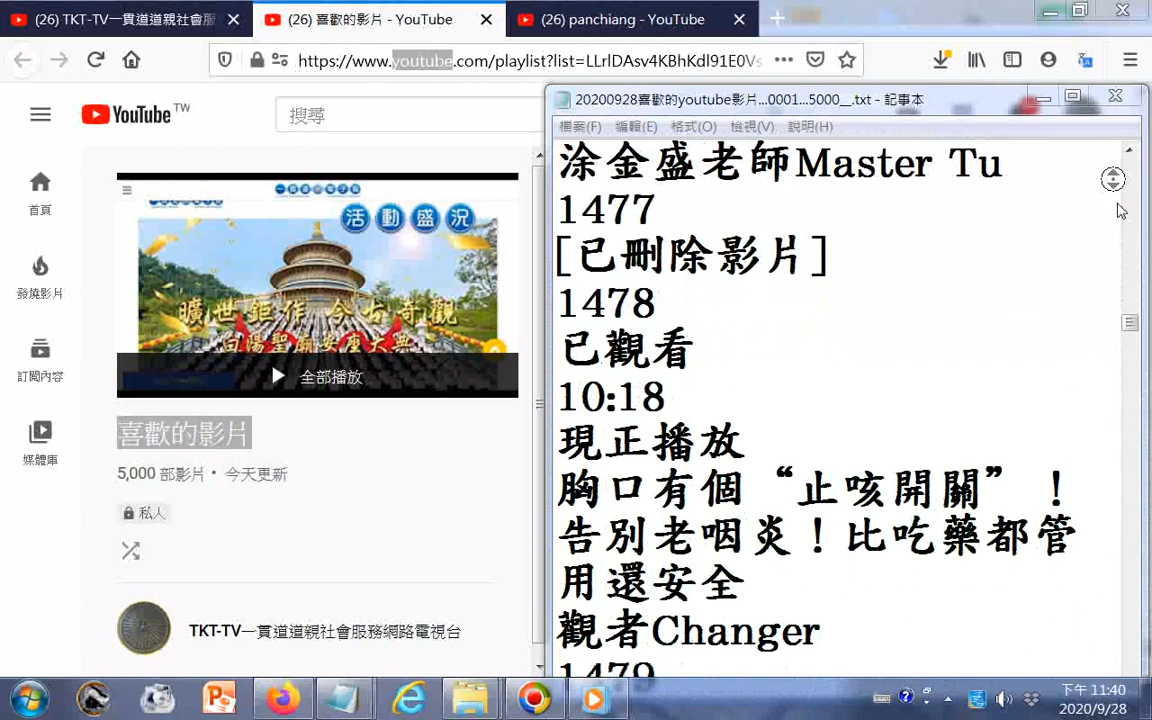 (26) TKT-TV一貫道道親社會服
(26) 喜歡的影片 - YouTube
(26) panchiang - YouTube
https://www.youtube.com/playlist?list=LLrlDAsv4KBhKdl91E0Vs
YouTube TW
搜尋
首頁
發燒影片
訂閱內容
媒體庫
活動盛況
曠世鉅作 今古奇觀
全部播放
喜歡的影片
5,000 部影片 • 今天更新
私人
TKT-TV一貫道道親社會服務網路電視台
20200928喜歡的youtube影片...0001...5000__.txt - 記事本
檔案(F) 編輯(E) 格式(O) 檢視(V) 說明(H)
涂金盛老師Master Tu
1477
[已刪除影片]
1478
已觀看
10:18
現正播放
胸口有個“止咳開關”！
告別老咽炎！比吃藥都管
用還安全
觀者Changer
1479
下午 11:40
2020/9/28